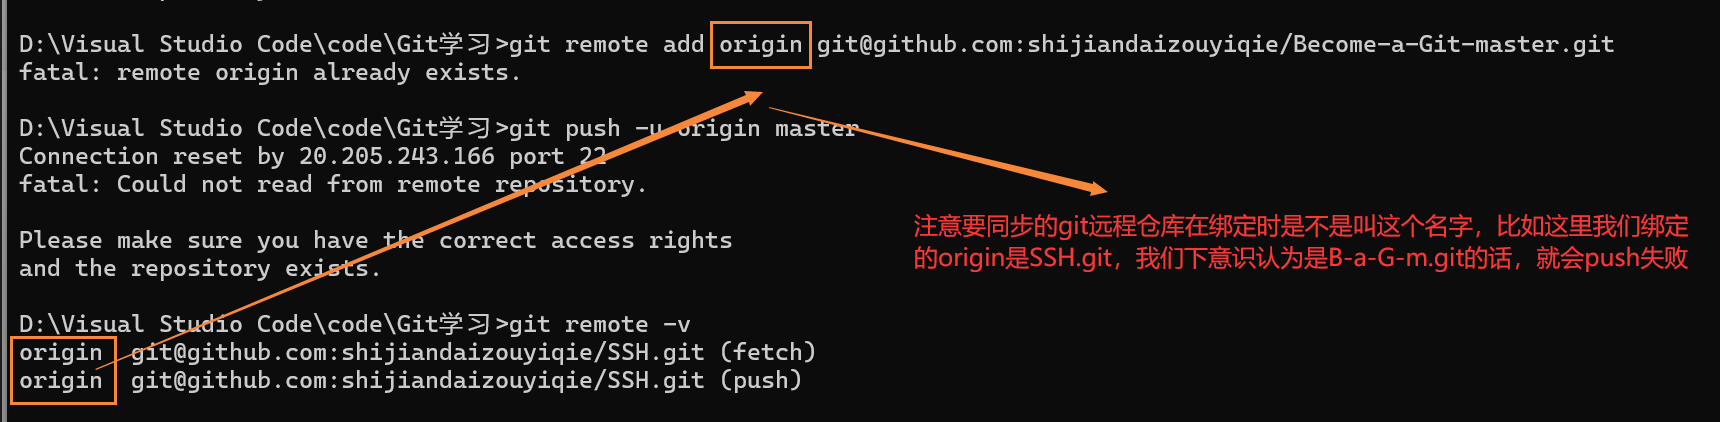 D:\Visual Studio Code\code\Git学习>git remote add origin git@github.com:shijiandaizouyiqie/Become-a-Git-master.git
fatal: remote origin already exists.
D:\Visual Studio Code\code\Git学习>git push -u origin master
Connection reset by 20.205.243.166 port 22
fatal: Could not read from remote repository.
Please make sure you have the correct access rights
and the repository exists.
注意要同步的git远程仓库在绑定时是不是叫这个名字，比如这里我们绑定
的origin是SSH.git，我们下意识认为是B-a-G-m.git的话，就会push失败
D:\Visual Studio Code\code\Git学习>git remote -v
origin  git@github.com:shijiandaizouyiqie/SSH.git (fetch)
origin  git@github.com:shijiandaizouyiqie/SSH.git (push)